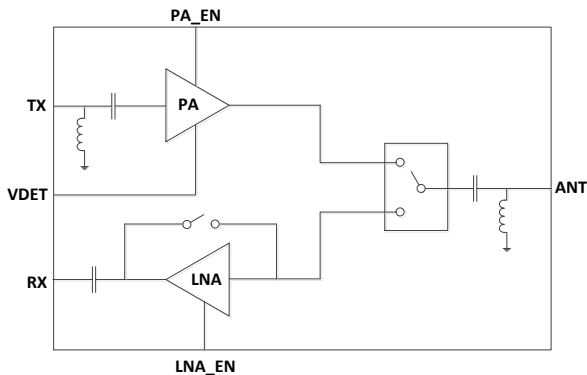 PA_EN
TX
PA
VDET
ANT
RX
LNA
LNA_EN